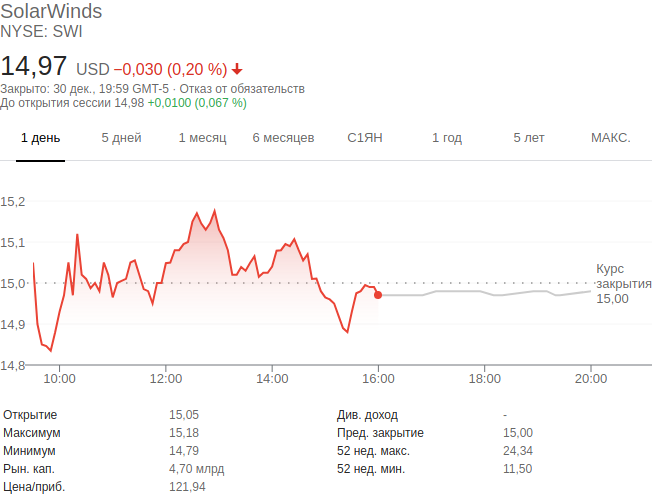 SolarWinds
NYSE: SWI
14,97 USD −0,030 (0,20 %)
Закрыто: 30 дек., 19:59 GMT-5 · Отказ от обязательств
До открытия сессии 14,98 +0,0100 (0,067 %)
1 день 5 дней 1 месяц 6 месяцев С1ЯН 1 год 5 лет МАКС.
15,2
15,1
15,0
14,9
14,8
Курс
закрытия
15,00
10:00 12:00 14:00 16:00 18:00 20:00
Открытие 15,05 Див. доход -
Максимум 15,18 Пред. закрытие 15,00
Минимум 14,79 52 нед. макс. 24,34
Рын. кап. 4,70 млрд 52 нед. мин. 11,50
Цена/приб. 121,94